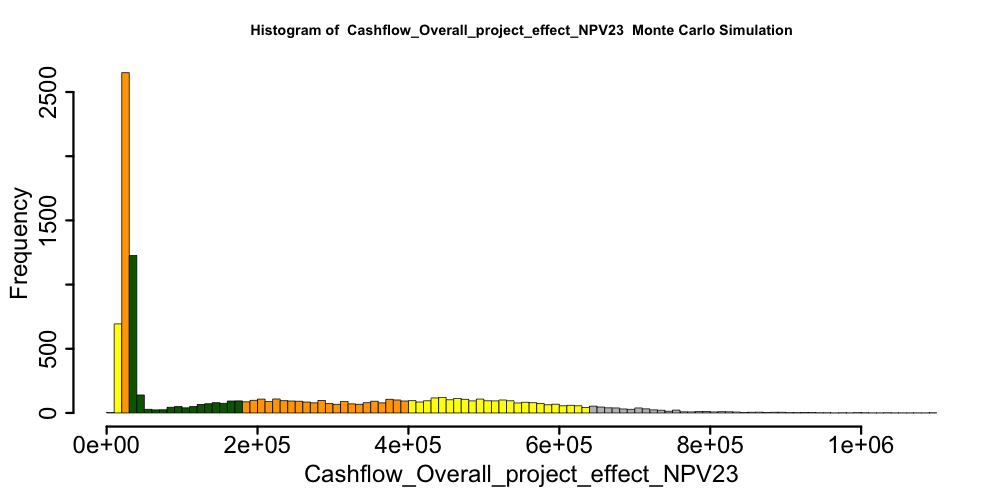 Histogram of  Cashflow_Overall_project_effect_NPV23  Monte Carlo Simulation
2500
1500
500
0
Frequency
0e+00 2e+05 4e+05 6e+05 8e+05 1e+06
Cashflow_Overall_project_effect_NPV23